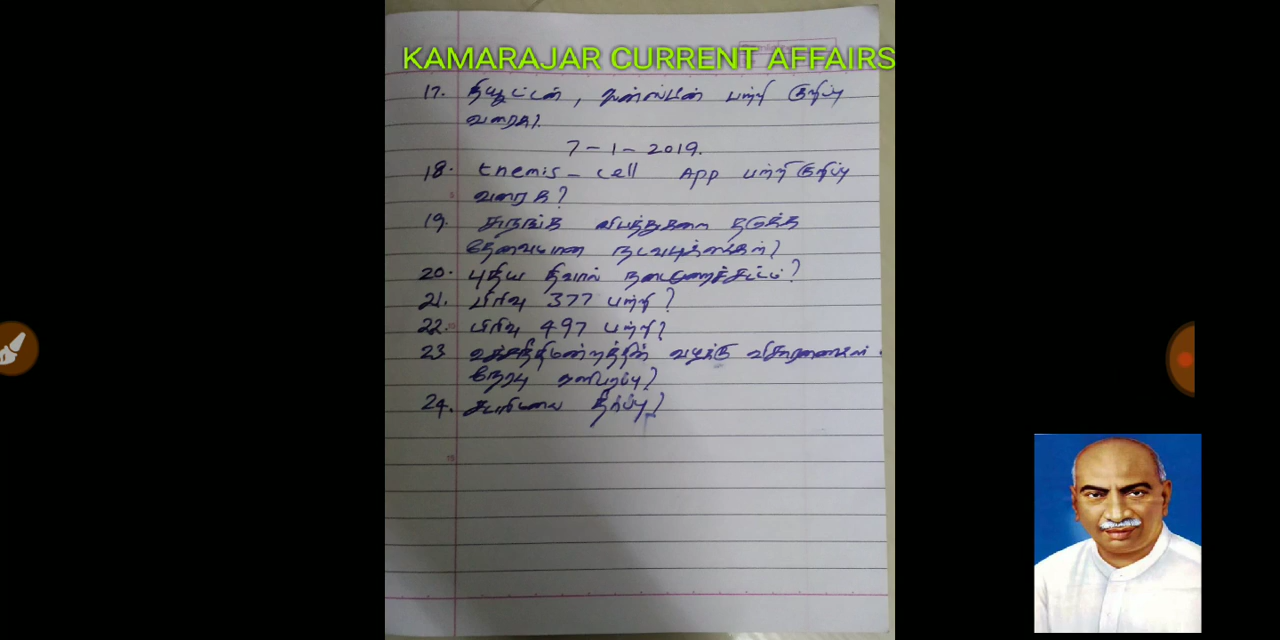 KAMARAJAR CURRENT AFFAIRS
17. நியூட்டன், ஐன்ஸ்டீன் பற்றி குறிப்பு
வரைக?
7-1-2019.
18. Themis-cell App பற்றி குறிப்பு
வரைக?
19. சுரங்க விபத்துகளை தடுக்க
தேவையான நடவடிக்கைகள்?
20. புதிய திவால் நடைமுறைச்சட்டம்?
21. பிரிவு 377 பற்றி?
22. பிரிவு 497 பற்றி?
23 உச்சநீதிமன்றத்தின் வழக்கு விசாரணைகள்
நேரடி ஒளிபரப்பு?
24. சபரிமலை தீர்ப்பு?